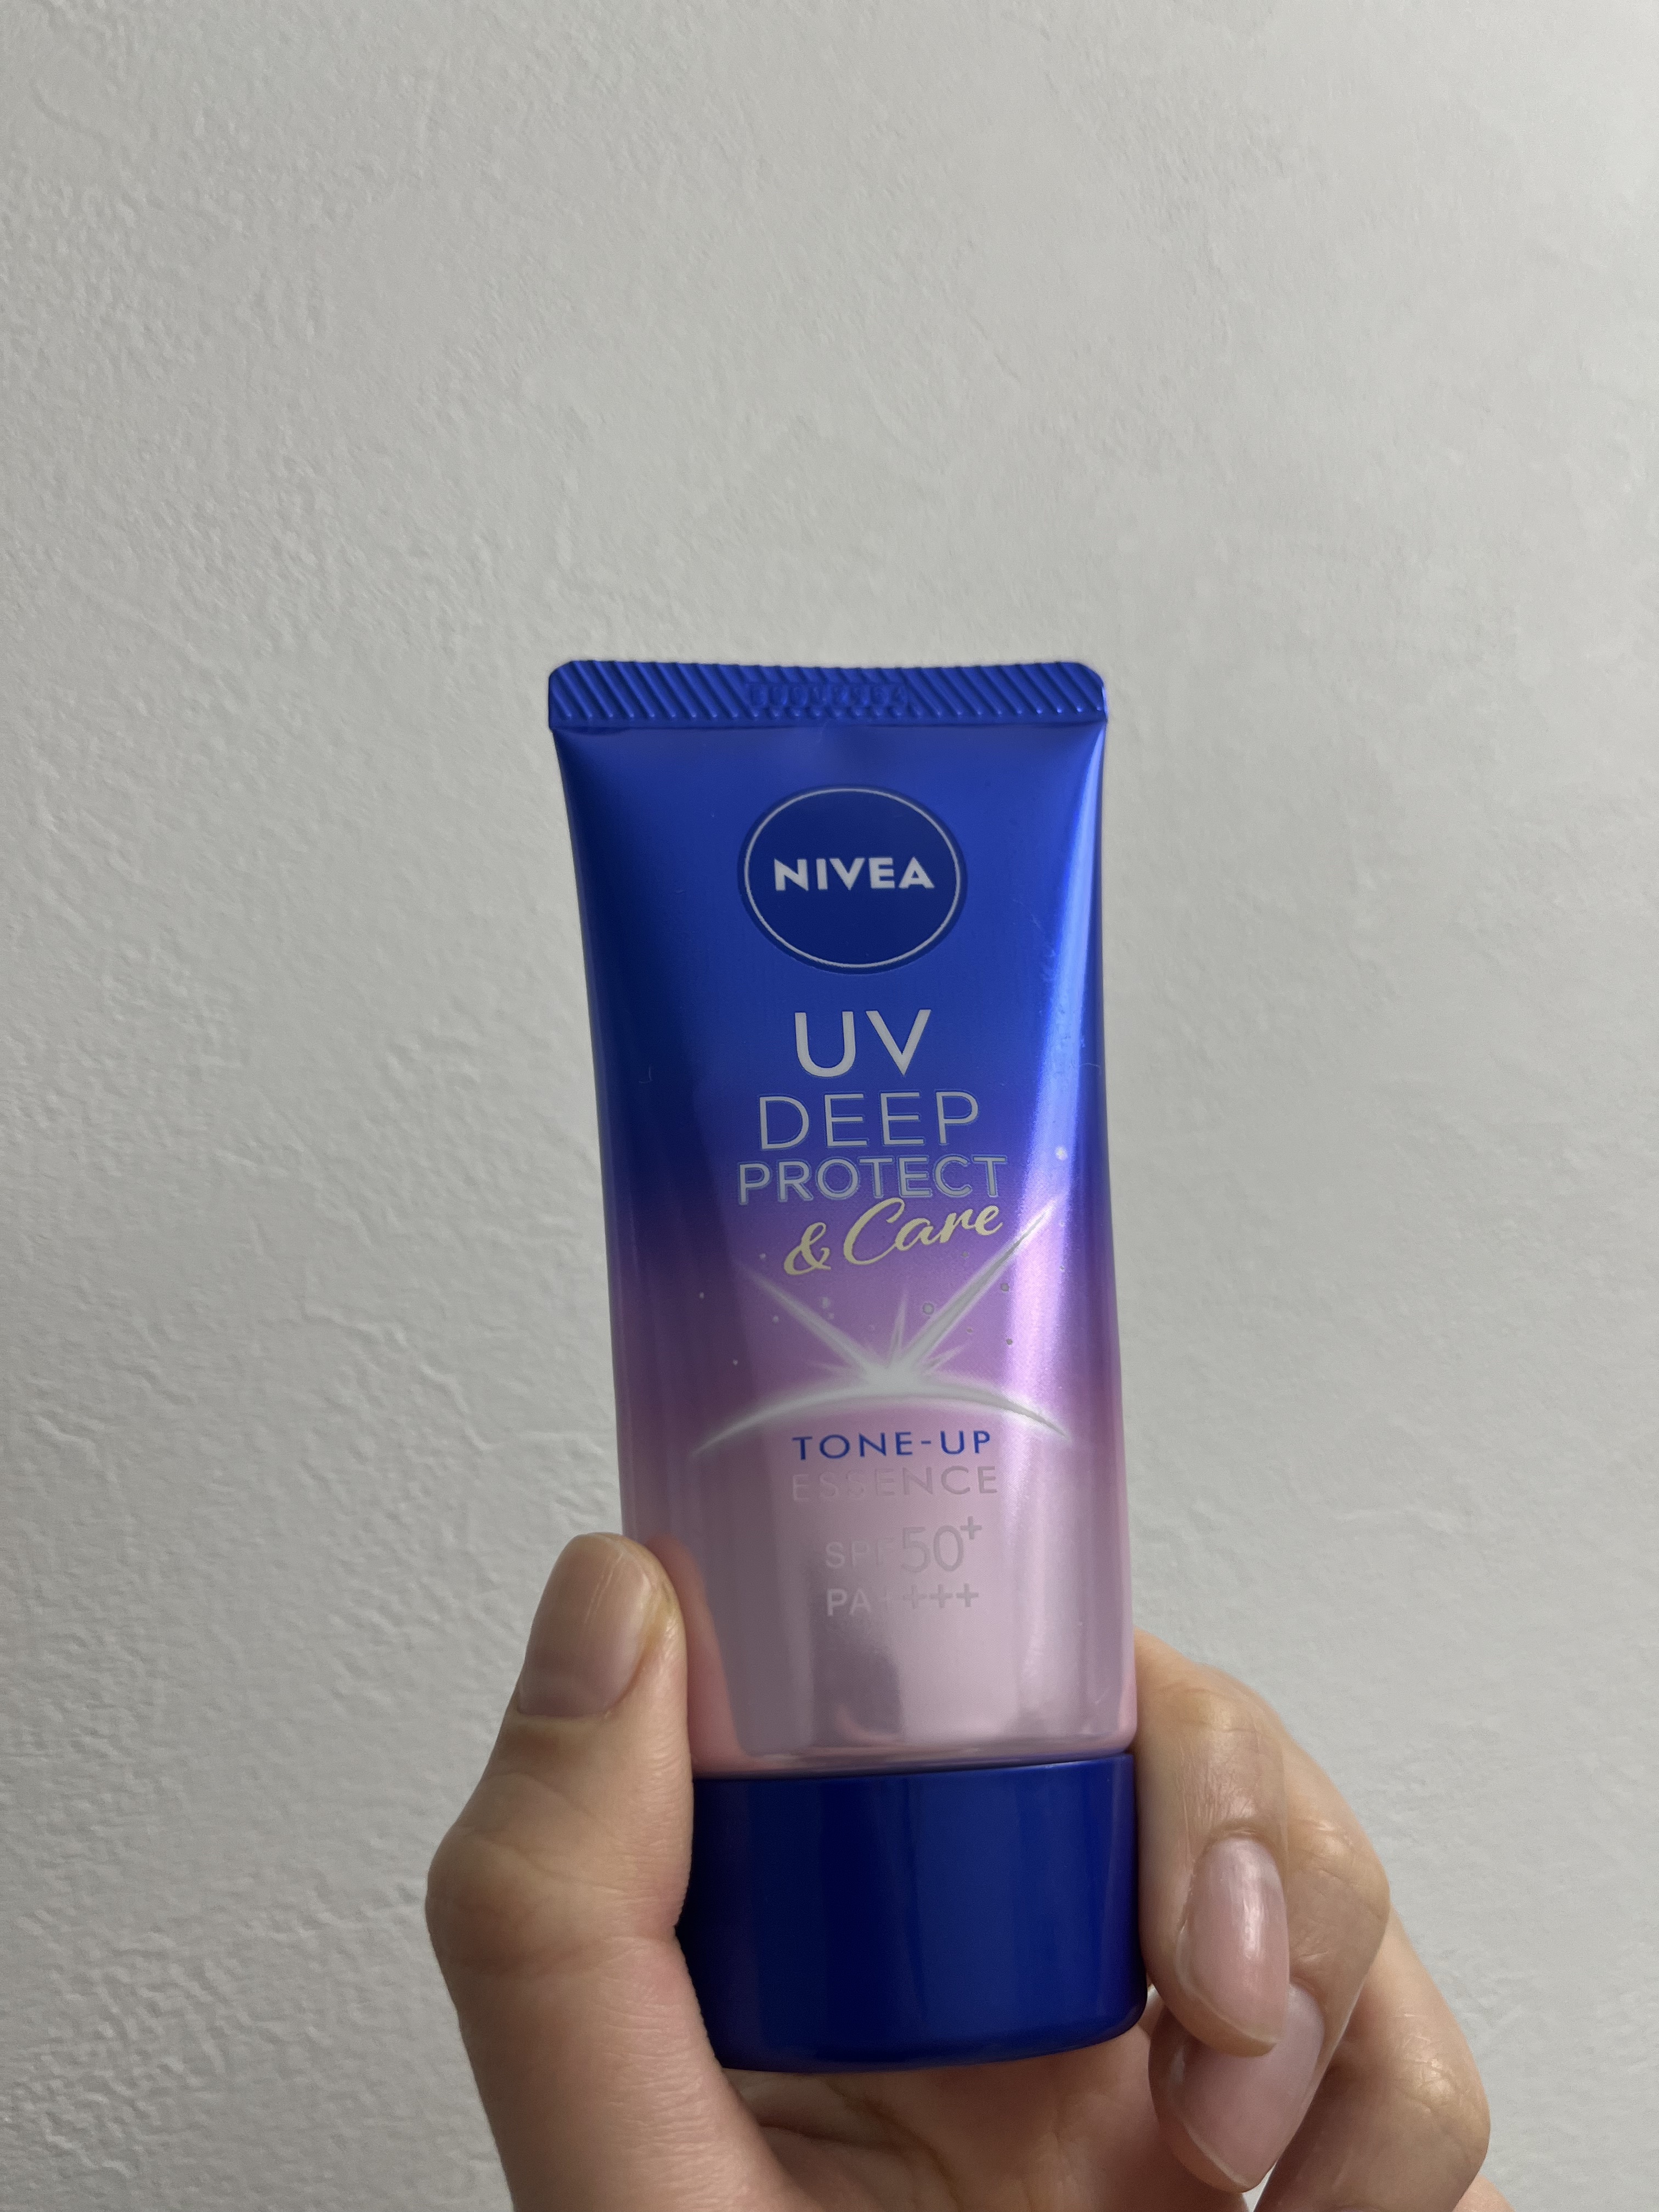 NIVEA
UV
DEEP
PROTECT
& Care
TONE-UP
ESSENCE
SPF50+
PA++++